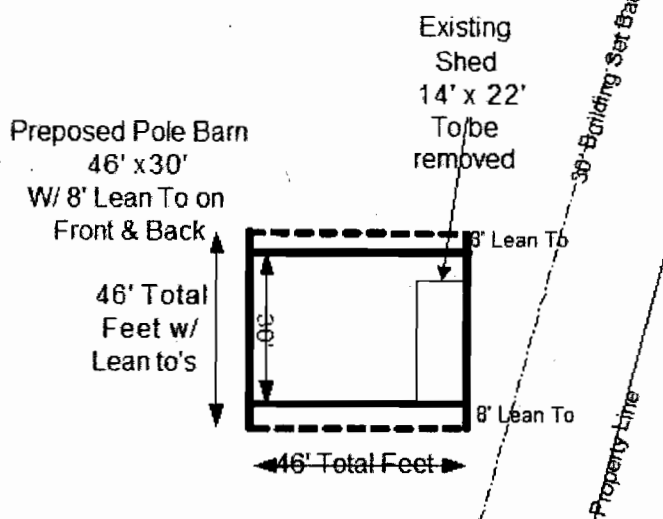 Existing
Shed
14' x 22'
To be
removed
30' Building Set
Preposed Pole Barn
46' x30'
W/ 8' Lean To on
Front & Back
8' Lean To
46' Total
Feet w/
Lean to's
30'
8' Lean To
46' Total Feet
Property Line